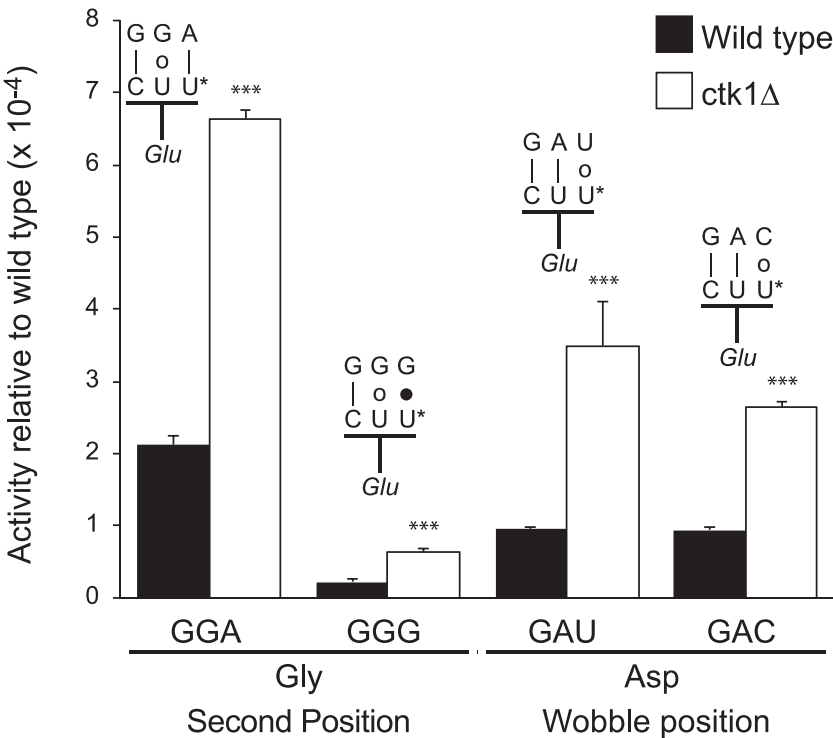 Activity relative to wild type (x 10-4)
8
7
6
5
4
3
2
1
0
Wild type
ctk1Δ
G G A
o
C U U*
Glu
***
G G G
o ●
C U U*
Glu
***
G A U
o
C U U*
Glu
***
G A C
o
C U U*
Glu
***
GGA GGG GAU GAC
Gly Asp
Second Position Wobble position